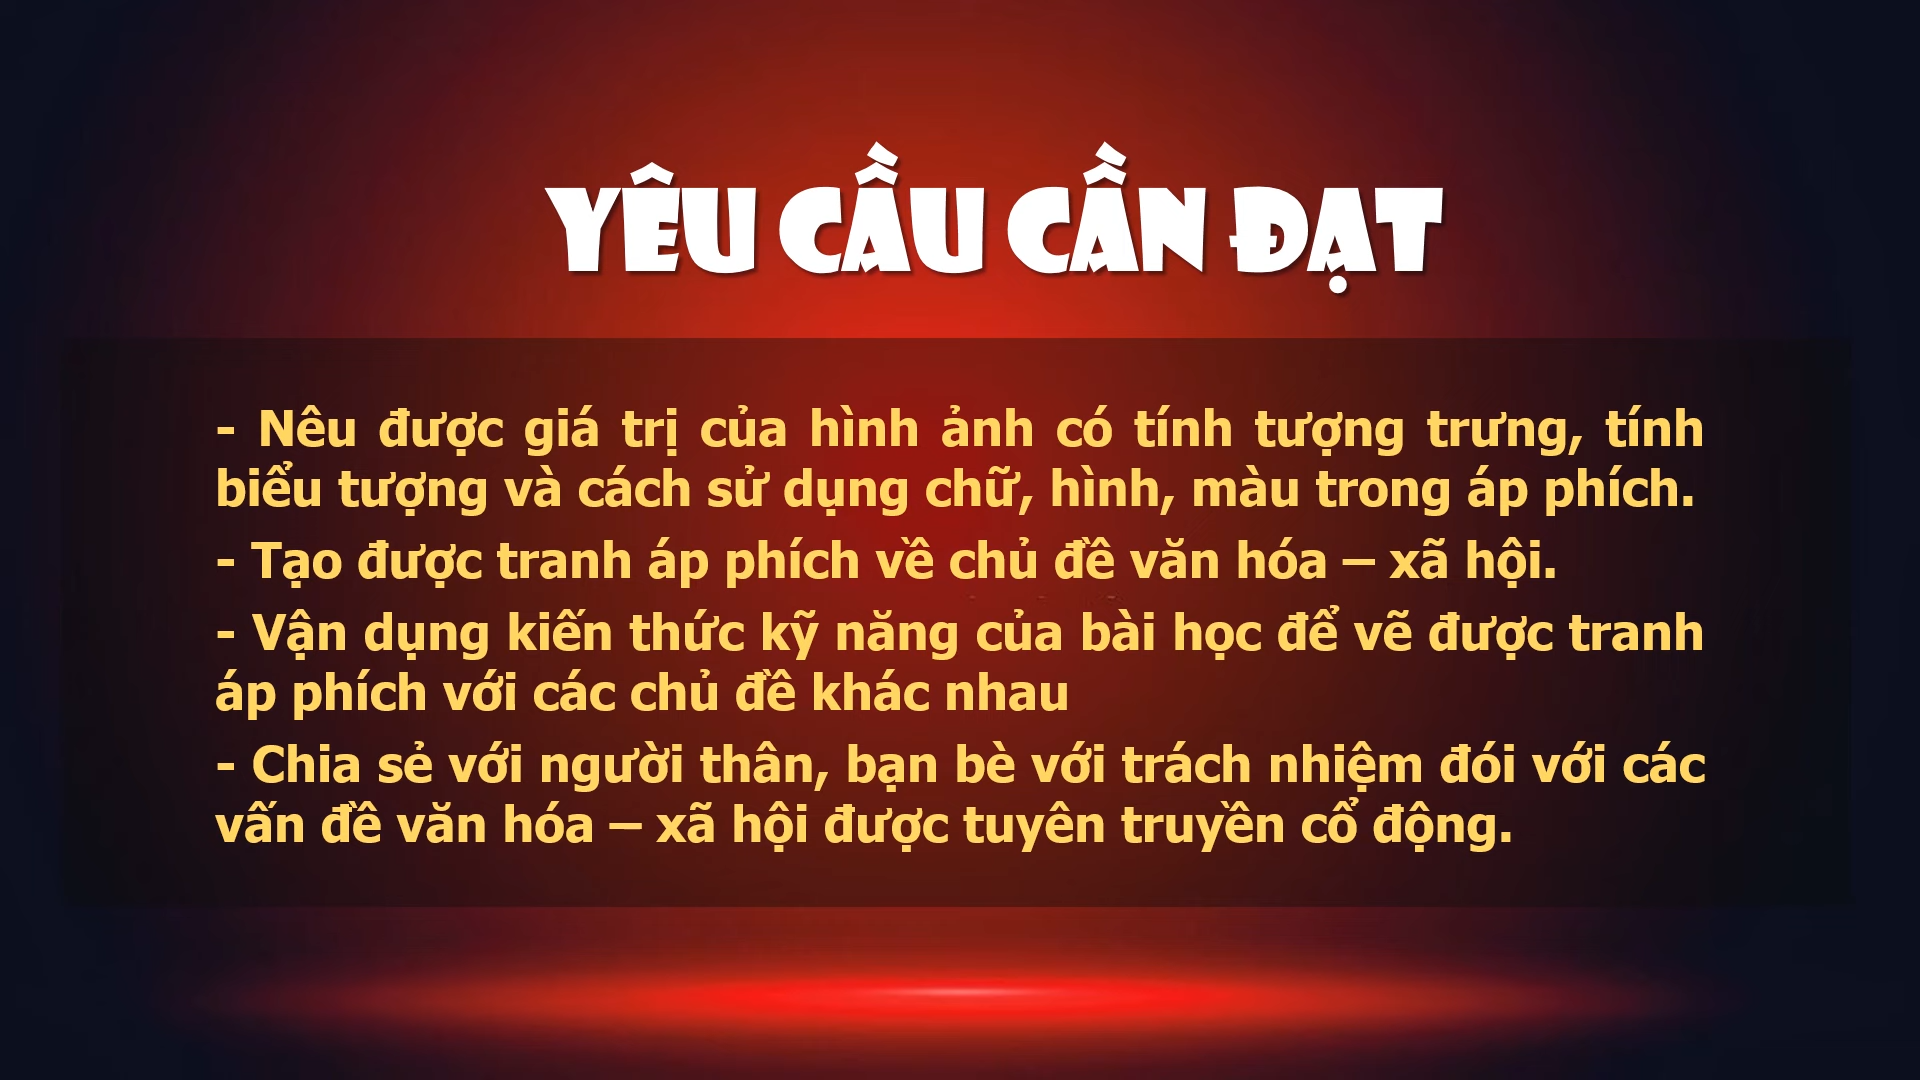 YÊU CẦU CẦN ĐẠT
- Nêu được giá trị của hình ảnh có tính tượng trưng, tính
biểu tượng và cách sử dụng chữ, hình, màu trong áp phích.
- Tạo được tranh áp phích về chủ đề văn hóa – xã hội.
- Vận dụng kiến thức kỹ năng của bài học để vẽ được tranh
áp phích với các chủ đề khác nhau
- Chia sẻ với người thân, bạn bè với trách nhiệm đói với các
vấn đề văn hóa – xã hội được tuyên truyền cổ động.